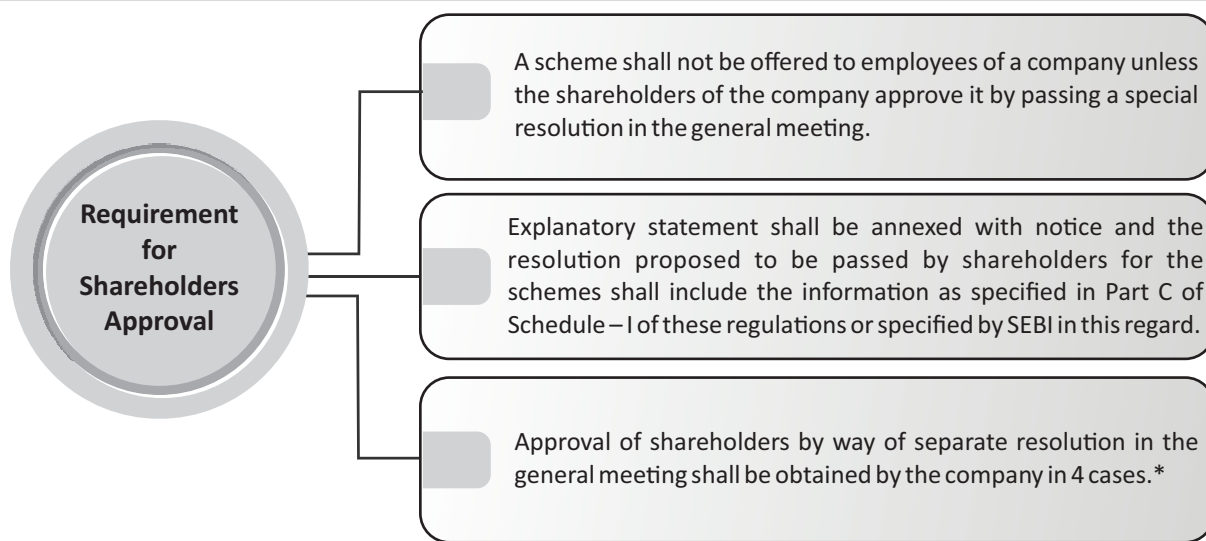 Requirement
for
Shareholders
Approval
A scheme shall not be offered to employees of a company unless
the shareholders of the company approve it by passing a special
resolution in the general meeting.
Explanatory statement shall be annexed with notice and the
resolution proposed to be passed by shareholders for the
schemes shall include the information as specified in Part C of
Schedule – I of these regulations or specified by SEBI in this regard.
Approval of shareholders by way of separate resolution in the
general meeting shall be obtained by the company in 4 cases.*